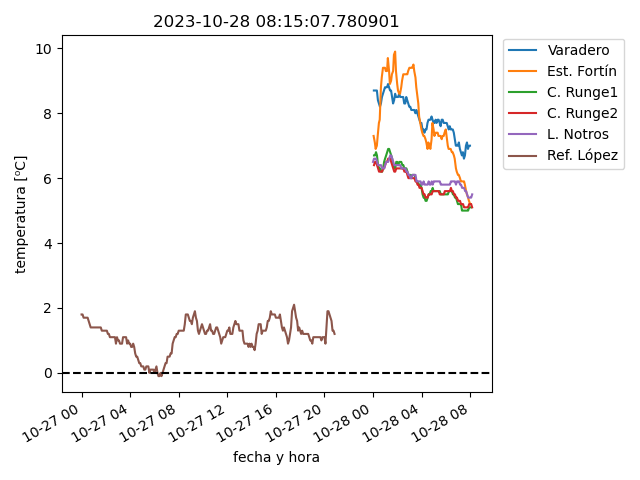 2023-10-28 08:15:07.780901
10
8
6
4
2
0
temperatura [ºC]
10-27 00
10-27 04
10-27 08
10-27 12
10-27 16
10-27 20
10-28 00
10-28 04
10-28 08
fecha y hora
Varadero
Est. Fortín
C. Runge1
C. Runge2
L. Notros
Ref. López